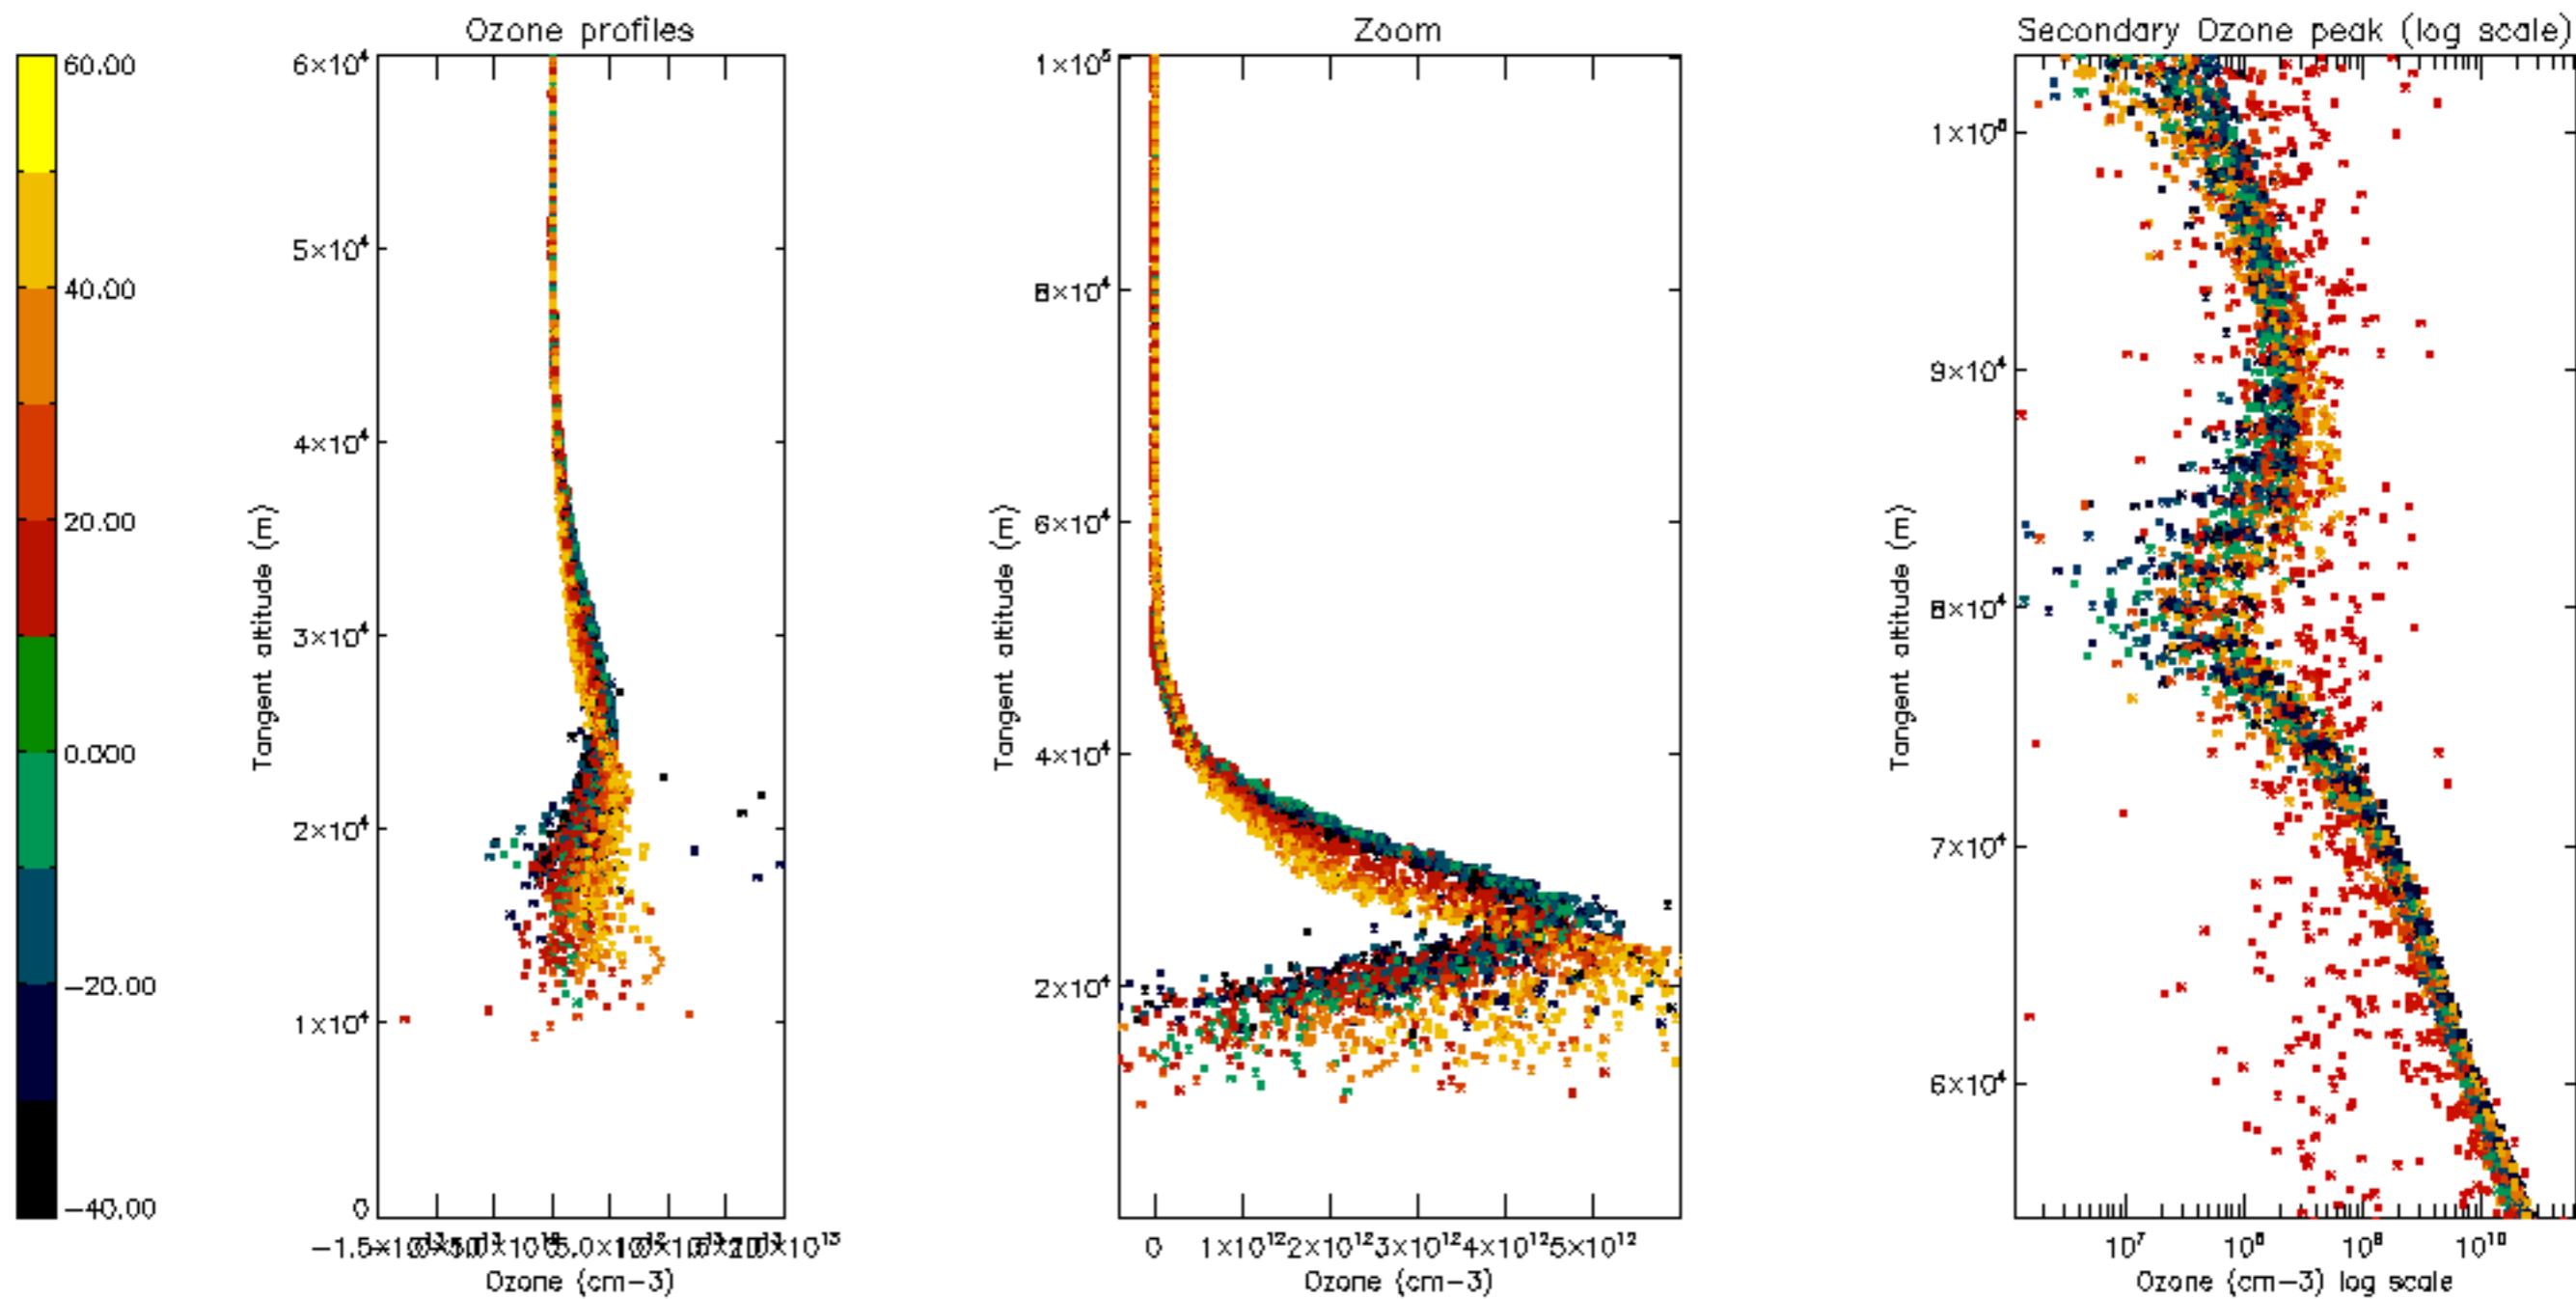 Ozone profiles
Zoom
Secondary Ozone peak (log scale)
60.00
40.00
20.00
0.000
−20.00
−40.00
6×10⁴
5×10⁴
4×10⁴
3×10⁴
2×10⁴
1×10⁴
0
Tangent altitude (m)
Ozone (cm−3)
1×10⁵
8×10⁴
6×10⁴
4×10⁴
2×10⁴
Tangent altitude (m)
0 1×10¹² 2×10¹² 3×10¹² 4×10¹² 5×10¹²
Ozone (cm−3)
9×10⁴
8×10⁴
7×10⁴
6×10⁴
Tangent altitude (m)
10⁷ 10⁸ 10⁹ 10¹⁰
Ozone (cm−3) log scale